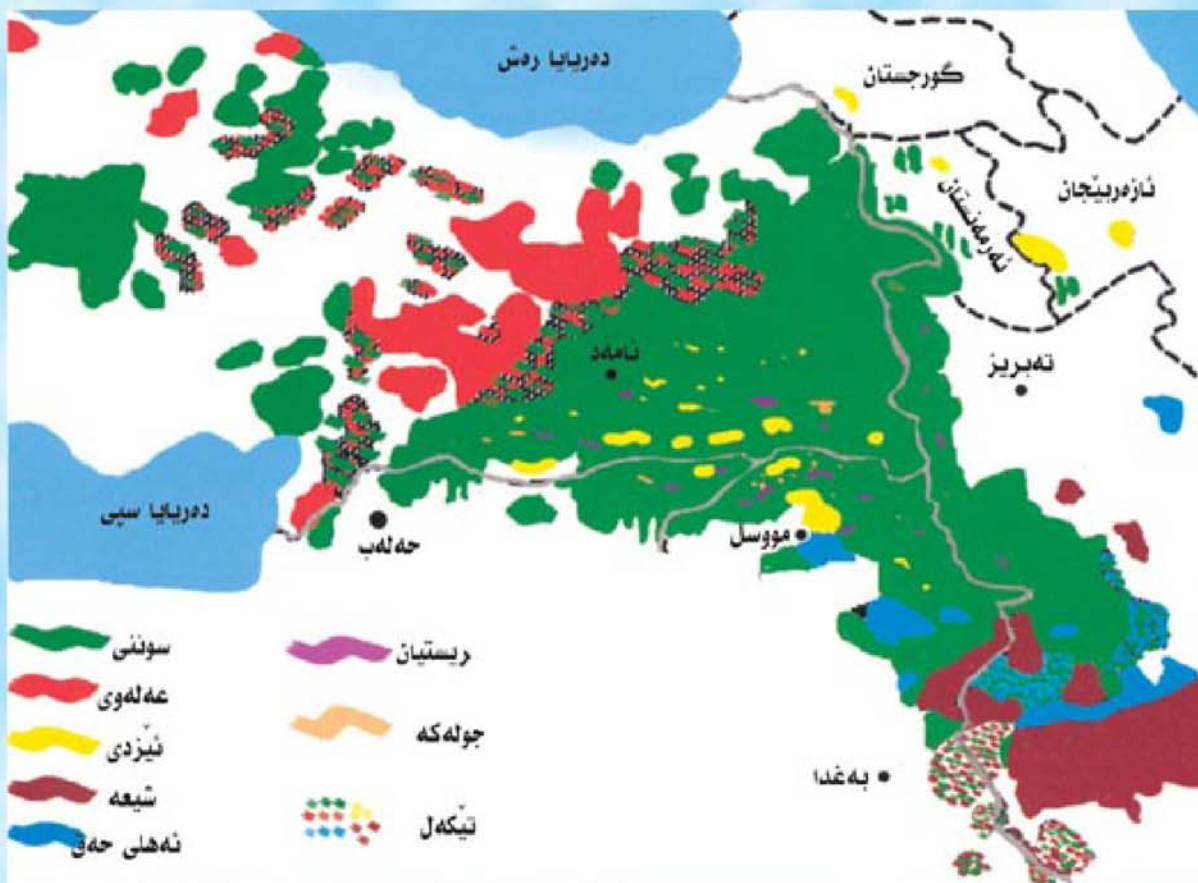 دەریایا رەش
گورجستان
ئازەربێجان
ئەرمەنستان
ئامەد
تەبریز
دەریایا سپی
حەلەب
مووسل
بەغدا
سوننی
عەلەوی
ئێزدی
شیعە
ئەهلی حەق
ریستیان
جولەکە
تێکەل